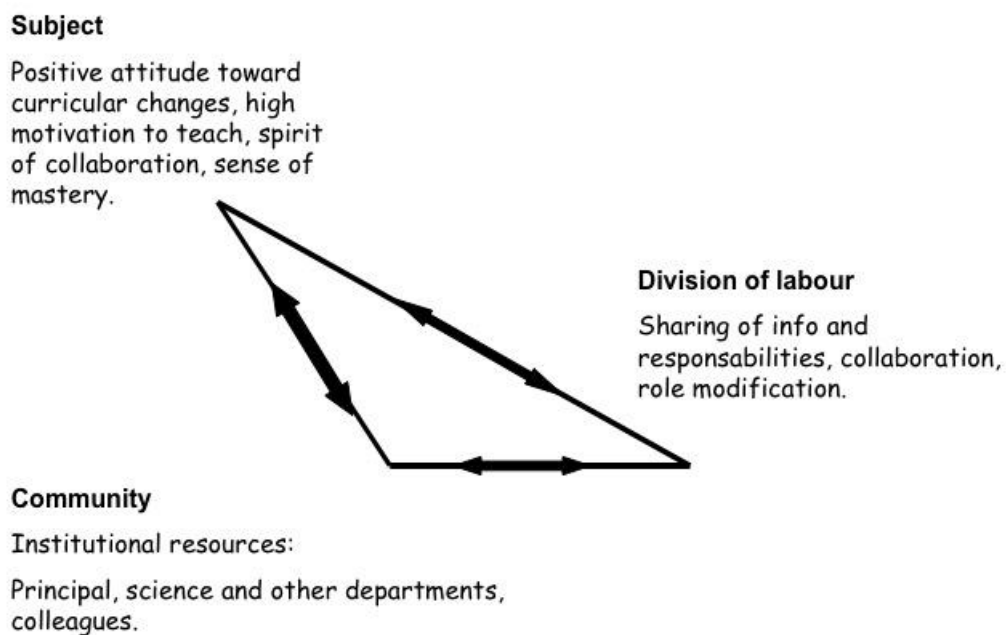 Subject
Positive attitude toward
curricular changes, high
motivation to teach, spirit
of collaboration, sense of
mastery.
Division of labour
Sharing of info and
responsabilities, collaboration,
role modification.
Community
Institutional resources:
Principal, science and other departments,
colleagues.